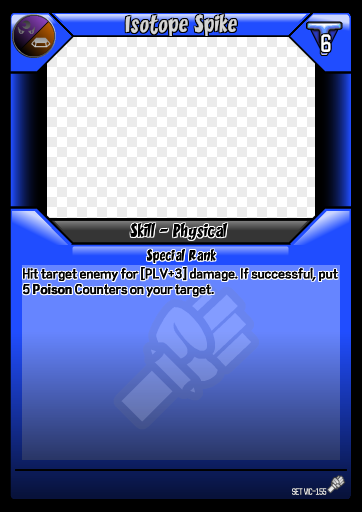 Isotope Spike
6
Skill - Physical
Special Rank
Hit target enemy for [PLV+3] damage. If successful, put
5 Poison Counters on your target.
SET VIC-155